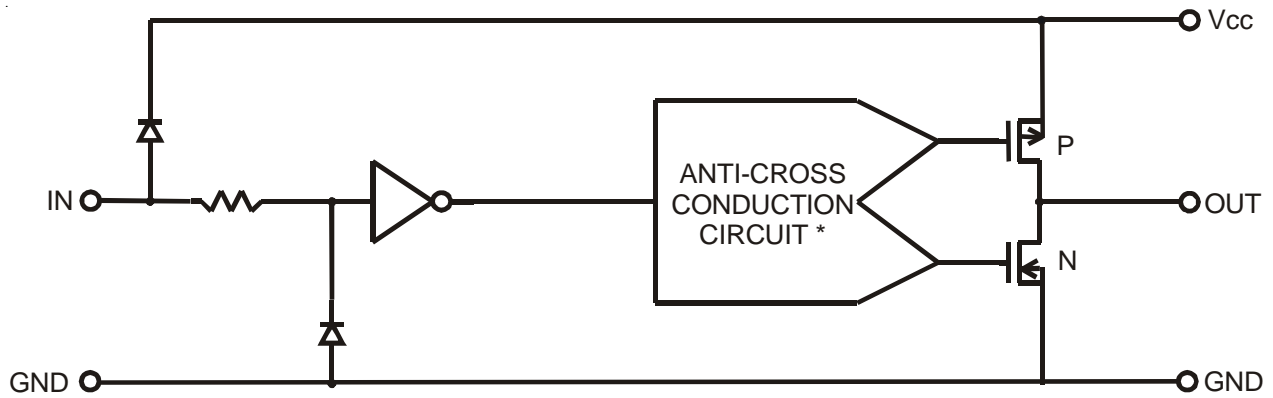 Vcc
P
ANTI-CROSS
CONDUCTION
CIRCUIT *
IN
OUT
N
GND
GND